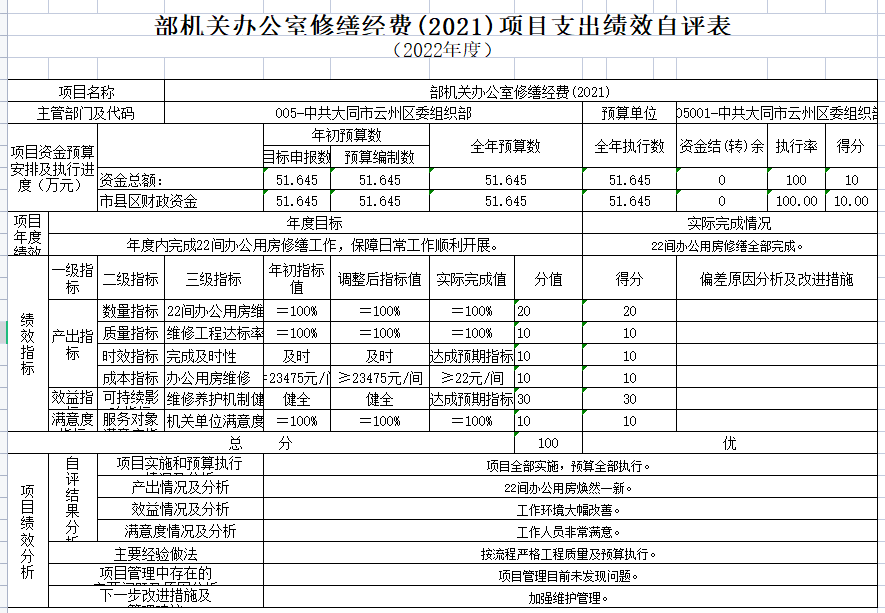 部机关办公室修缮经费(2021)项目支出绩效自评表
（2022年度）
项目名称 部机关办公室修缮经费(2021)
主管部门及代码 005-中共大同市云州区委组织部 预算单位 05001-中共大同市云州区委组织部
项目资金预算安排及执行进度（万元） 年初预算数 全年预算数 全年执行数 资金结(转)余 执行率 得分
目标申报数 预算编制数
资金总额： 51.645 51.645 51.645 51.645 0 100 10
市县区财政资金 51.645 51.645 51.645 51.645 0 100.00 10.00
项目年度绩效 年度目标 实际完成情况
年度内完成22间办公用房修缮工作，保障日常工作顺利开展。 22间办公用房修缮全部完成。
绩效指标 一级指标 二级指标 三级指标 年初指标值 调整后指标值 实际完成值 分值 得分 偏差原因分析及改进措施
产出指标 数量指标 22间办公用房维 ＝100% ＝100% ＝100% 20 20
质量指标 维修工程达标率 ＝100% ＝100% ＝100% 10 10
时效指标 完成及时性 及时 及时 达成预期指标 10 10
成本指标 办公用房维修 23475元/ ≥23475元/间 ≥22元/间 10 10
效益指 可持续影 维修养护机制健 健全 健全 达成预期指标 30 30
满意度 服务对象 机关单位满意度 ＝100% ＝100% ＝100% 10 10
总 分 100 优
项目绩效分析 自评结果分 项目实施和预算执行 项目全部实施，预算全部执行。
产出情况及分析 22间办公用房焕然一新。
效益情况及分析 工作环境大幅改善。
满意度情况及分析 工作人员非常满意。
主要经验做法 按流程严格工程质量及预算执行。
项目管理中存在的 项目管理目前未发现问题。
下一步改进措施及 加强维护管理。